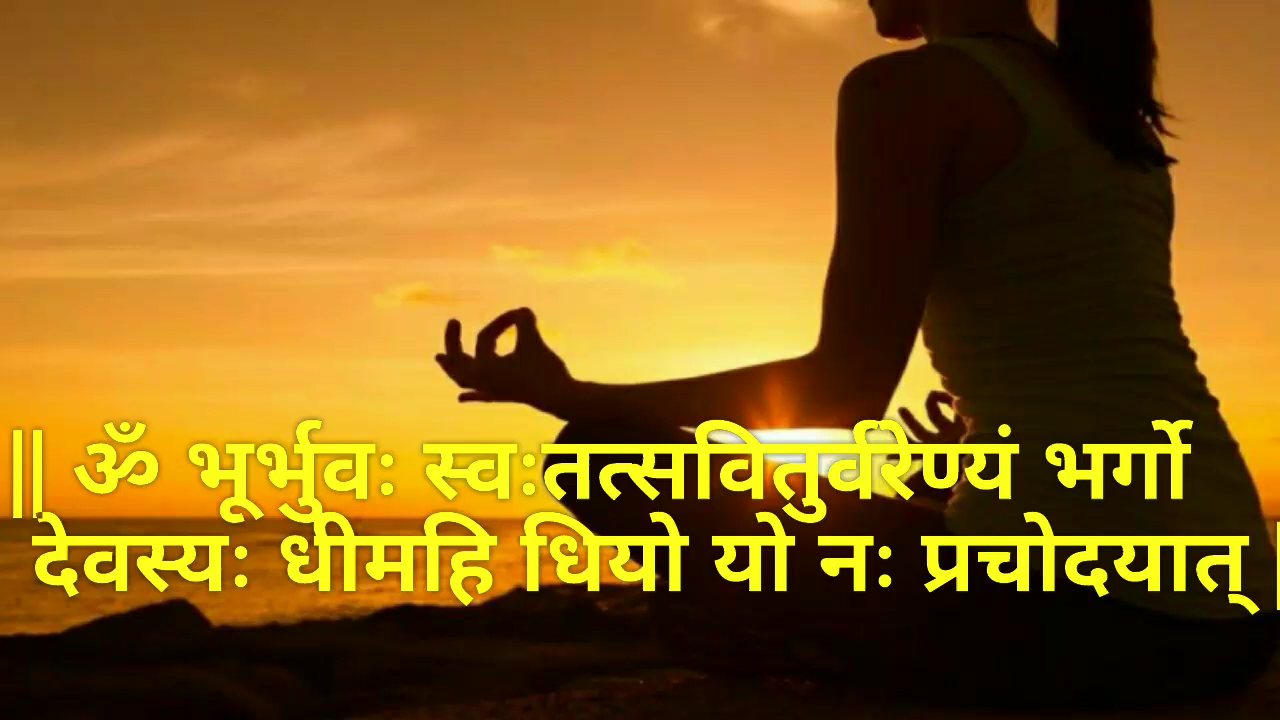 || ॐ भूर्भुवः स्वःतत्सवितुर्वरेण्यं भर्गो
देवस्यः धीमहि धियो यो नः प्रचोदयात् |